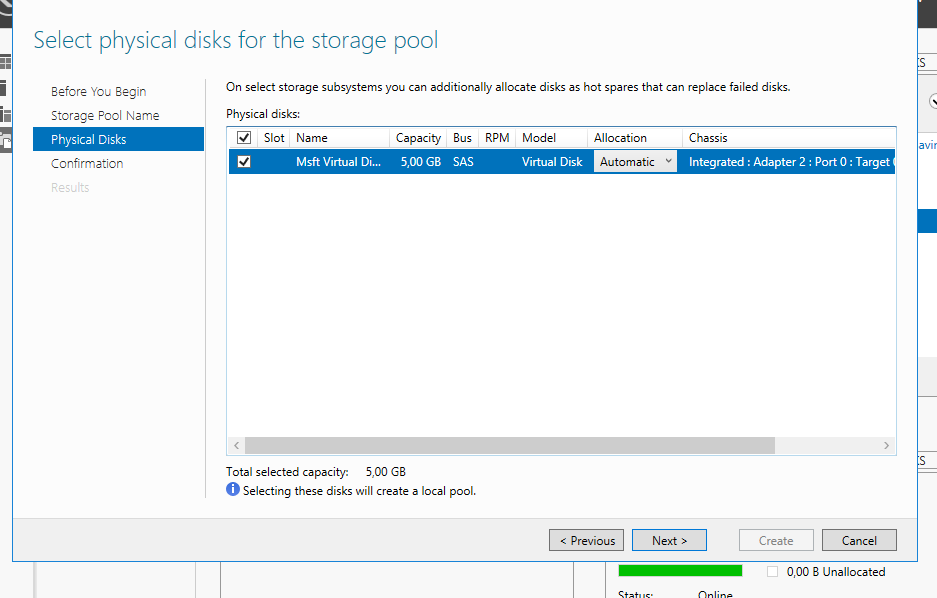 Select physical disks for the storage pool
Before You Begin
Storage Pool Name
Physical Disks
Confirmation
Results
On select storage subsystems you can additionally allocate disks as hot spares that can replace failed disks.
Physical disks:
Slot Name Capacity Bus RPM Model Allocation Chassis
Msft Virtual Di... 5,00 GB SAS Virtual Disk Automatic Integrated : Adapter 2 : Port 0 : Target
Total selected capacity: 5,00 GB
Selecting these disks will create a local pool.
< Previous Next > Create Cancel
0,00 B Unallocated
Status: Online